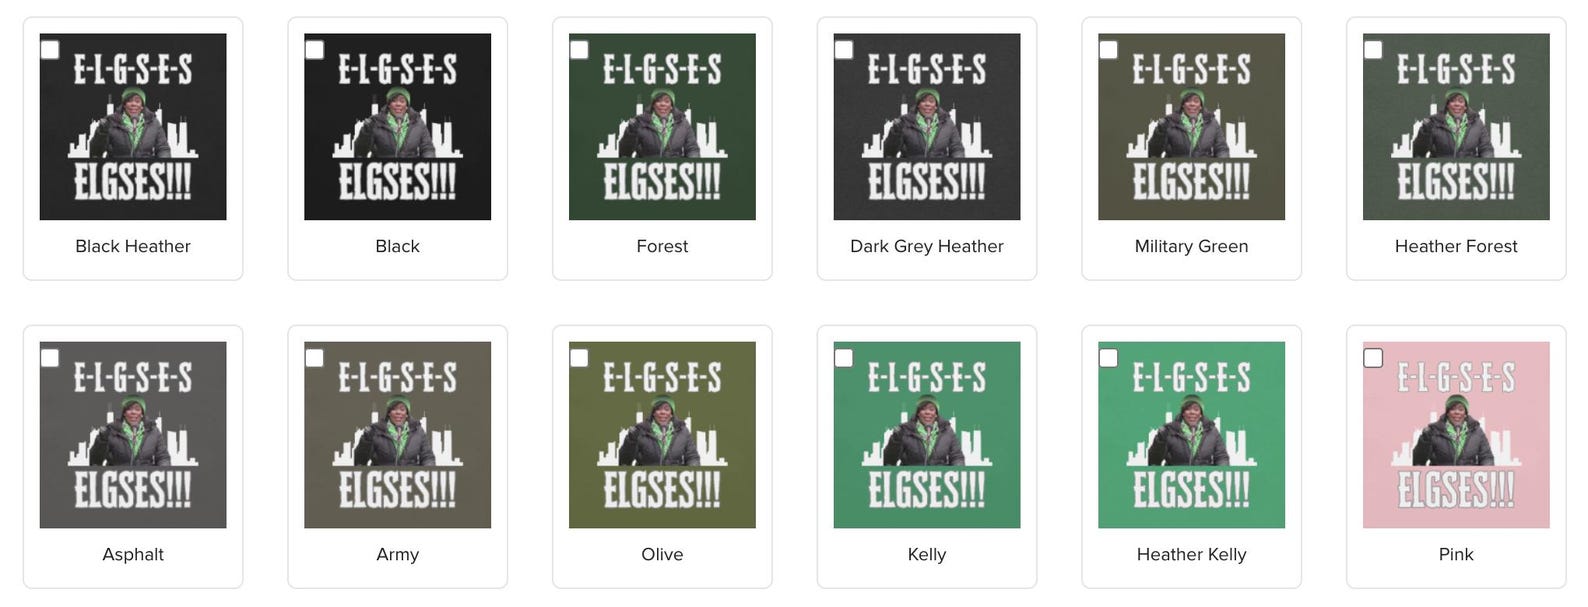 E-L-G-S-E-S
ELGSES!!!
Black Heather
E-L-G-S-E-S
ELGSES!!!
Black
E-L-G-S-E-S
ELGSES!!!
Forest
E-L-G-S-E-S
ELGSES!!!
Dark Grey Heather
E-L-G-S-E-S
ELGSES!!!
Military Green
E-L-G-S-E-S
ELGSES!!!
Heather Forest
E-L-G-S-E-S
ELGSES!!!
Asphalt
E-L-G-S-E-S
ELGSES!!!
Army
E-L-G-S-E-S
ELGSES!!!
Olive
E-L-G-S-E-S
ELGSES!!!
Kelly
E-L-G-S-E-S
ELGSES!!!
Heather Kelly
E-L-G-S-E-S
ELGSES!!!
Pink